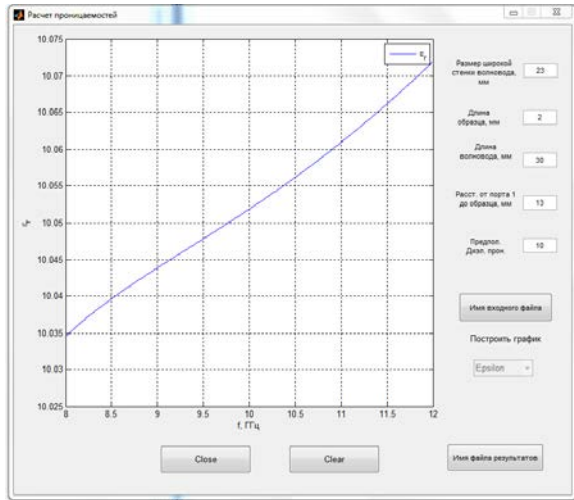 Расчет проницаемостей
10.075
10.07
10.065
10.06
10.055
10.05
10.045
10.04
10.035
10.03
10.025
8
8.5
9
9.5
10
10.5
11
11.5
12
f, ГГц
ε_r
ε_r
Размер широкой
стенки волновода,
мм
23
Длина
образца, мм
2
Длина
волновода, мм
30
Расст. от порта 1
до образца, мм
13
Предпол.
Диэл. прон.
10
Имя входного файла
Построить график
Epsilon
Close
Clear
Имя файла результатов